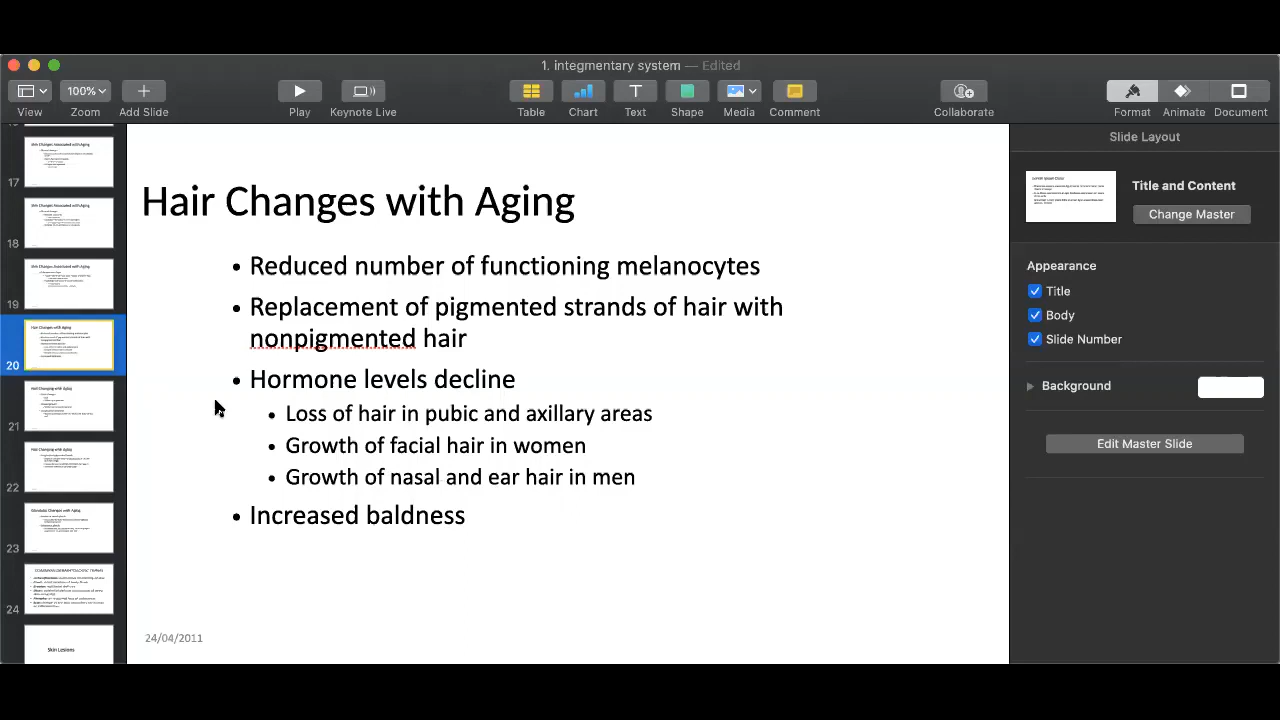 1. integmentary system — Edited
100%
View
Zoom
Add Slide
Play
Keynote Live
Table
Chart
Text
Shape
Media
Comment
Collaborate
Format
Animate
Document
17
18
19
Hair Changes with Aging
20
21
22
23
24
Skin Lesions
Hair Changes with Aging
• Reduced number of functioning melanocytes
• Replacement of pigmented strands of hair with
nonpigmented hair
• Hormone levels decline
• Loss of hair in pubic and axillary areas
• Growth of facial hair in women
• Growth of nasal and ear hair in men
• Increased baldness
24/04/2011
Slide Layout
Title and Text
Change Master
Appearance
Title
Body
Slide Number
Background
Edit Master Slide